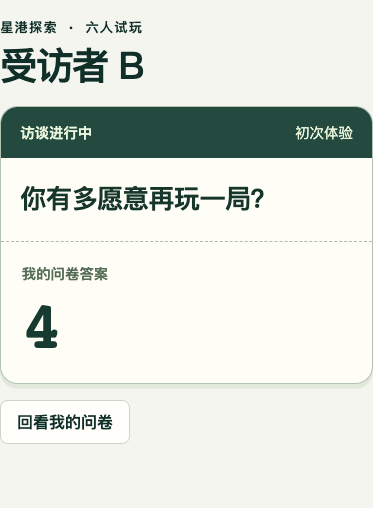 星港探索 · 六人试玩
受访者 B
访谈进行中
初次体验
你有多愿意再玩一局？
我的问卷答案
4
回看我的问卷